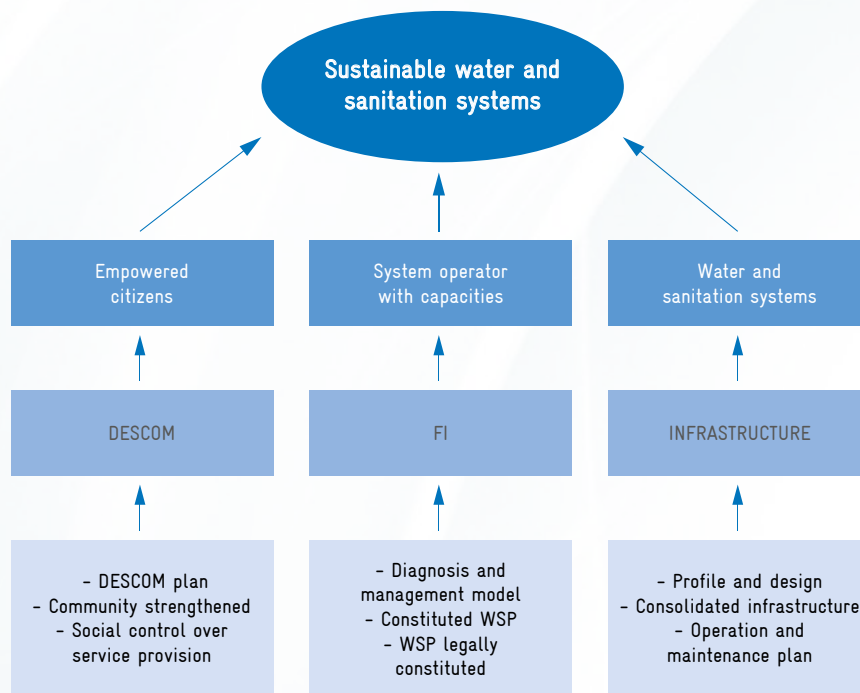 Sustainable water and
sanitation systems
Empowered
citizens
System operator
with capacities
Water and
sanitation systems
DESCOM
FI
INFRASTRUCTURE
- DESCOM plan
- Community strengthened
- Social control over
service provision
- Diagnosis and
management model
- Constituted WSP
- WSP legally
constituted
- Profile and design
- Consolidated infrastructure
- Operation and
maintenance plan